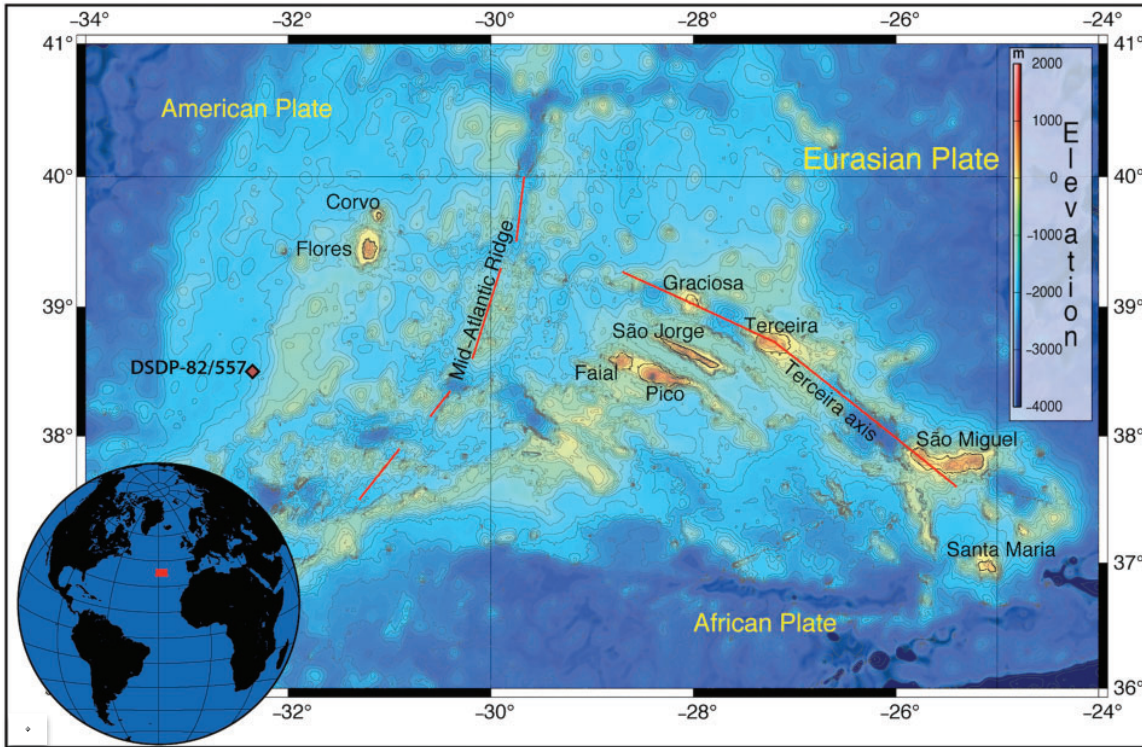 −34° −32° −30° −28° −26° −24°
41° 41°
m
2000
American Plate
1000
Elevation
Eurasian Plate
0
40° 40°
Corvo
−1000
Flores
Mid-Atlantic Ridge
−2000
Graciosa
39° 39°
São Jorge
Terceira
−3000
DSDP-82/557
Faial
Pico
Terceira axis
−4000
38° 38°
São Miguel
37°
Santa Maria
African Plate
36°
−32° −30° −28° −26° −24°